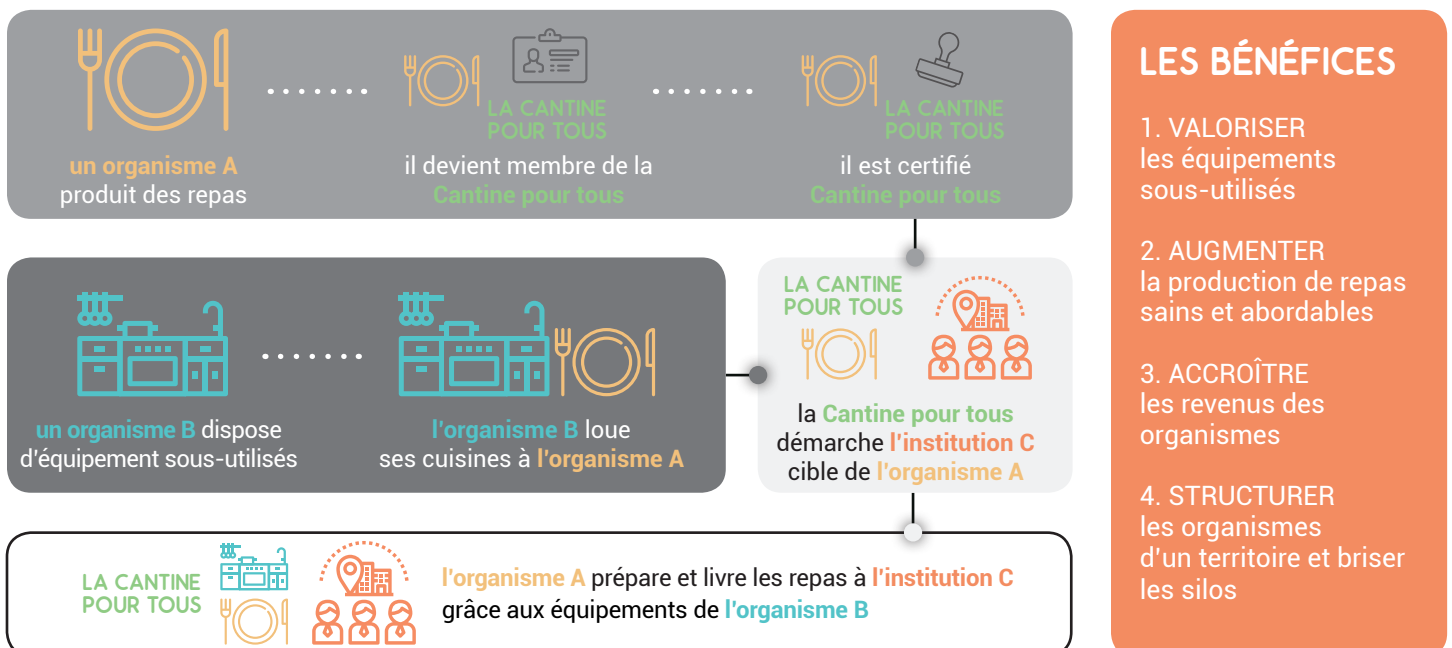 un organisme A
produit des repas
LA CANTINE
POUR TOUS
il devient membre de la
Cantine pour tous
LA CANTINE
POUR TOUS
il est certifié
Cantine pour tous
un organisme B dispose
d'équipement sous-utilisés
l'organisme B loue
ses cuisines à l'organisme A
LA CANTINE
POUR TOUS
la Cantine pour tous
démarche l'institution C
cible de l'organisme A
LA CANTINE
POUR TOUS
l'organisme A prépare et livre les repas à l'institution C
grâce aux équipements de l'organisme B
LES BÉNÉFICES
1. VALORISER
les équipements
sous-utilisés
2. AUGMENTER
la production de repas
sains et abordables
3. ACCROÎTRE
les revenus des
organismes
4. STRUCTURER
les organismes
d'un territoire et briser
les silos